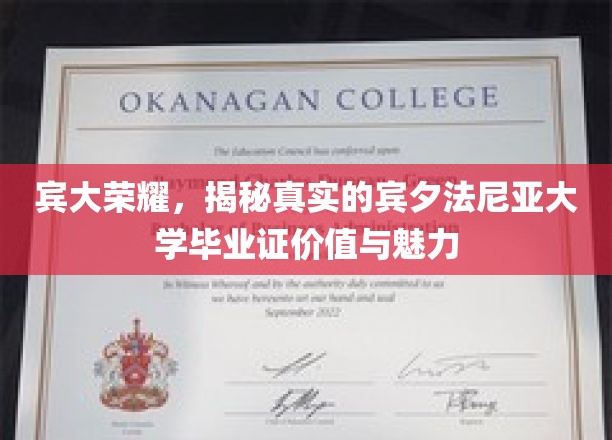 OKANAGAN COLLEGE
The Education Council has conferred upon
宾大荣耀，揭秘真实的宾夕法尼亚大
学毕业证价值与魅力
In Witness Whereof and by the authority duly committed to us
we have hereunto set our hand and seal
September 2022